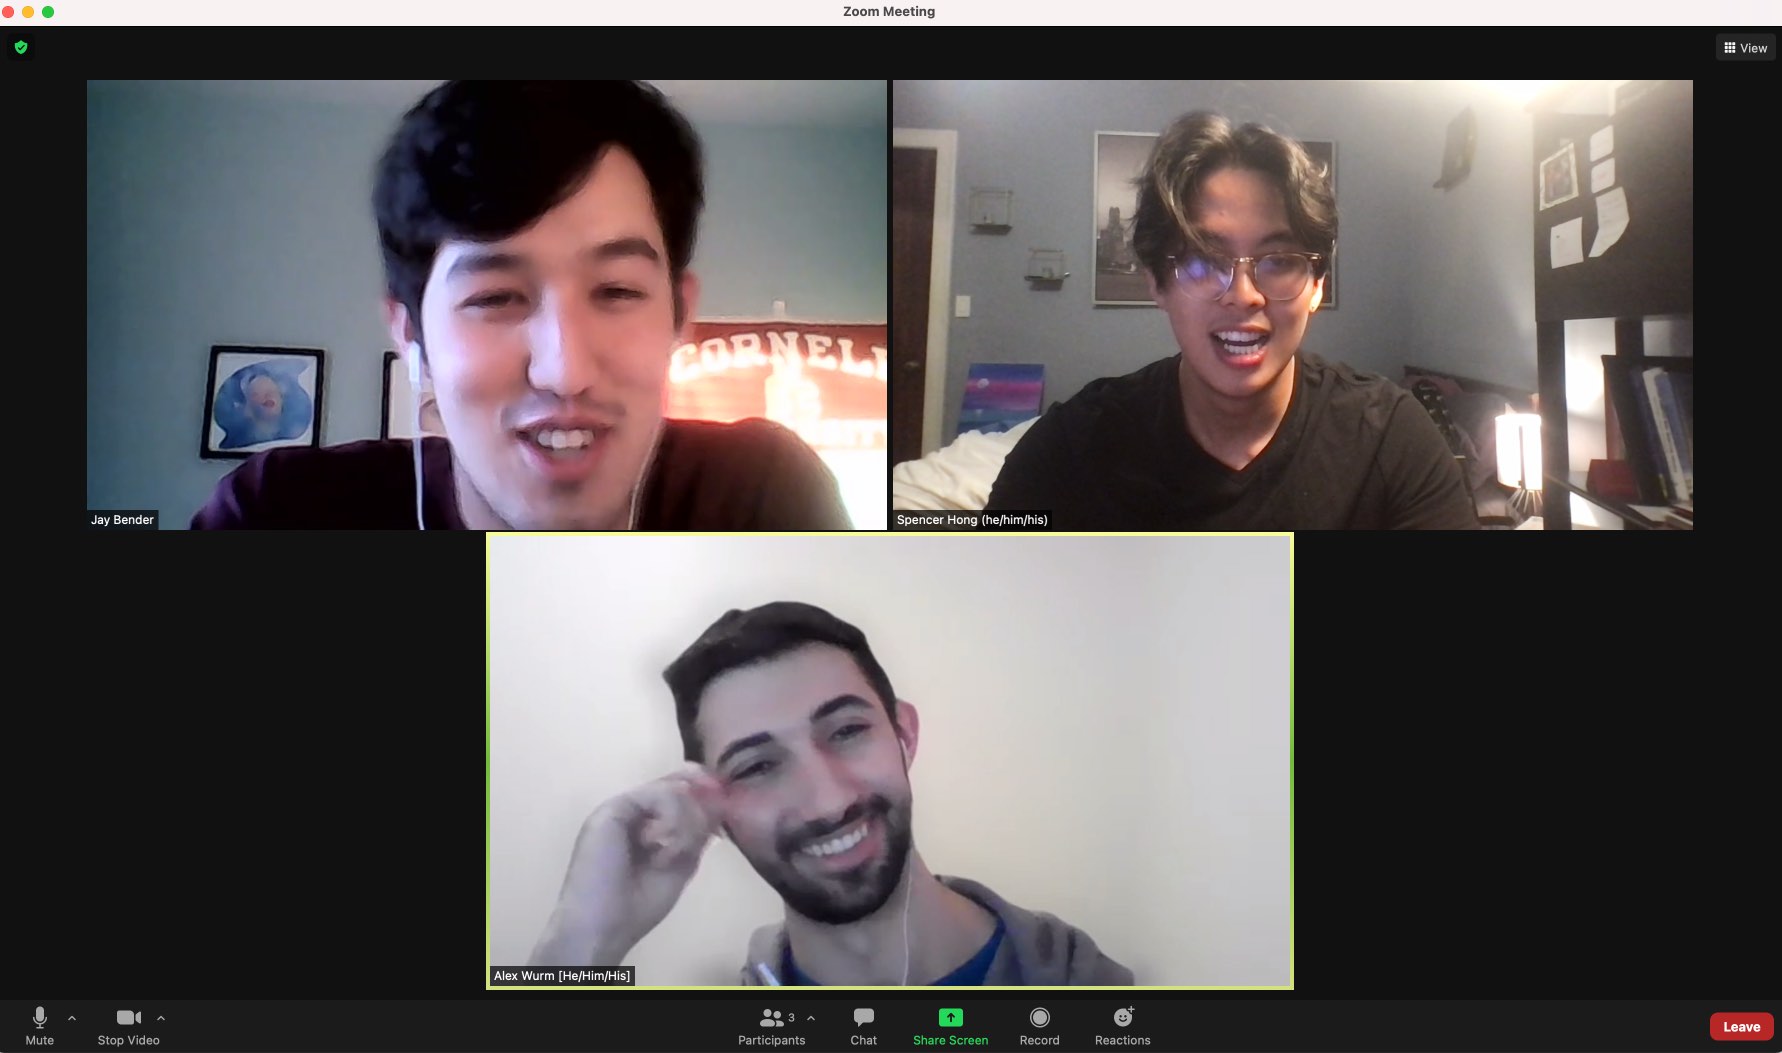 Zoom Meeting
View
CORNELL
Jay Bender
Spencer Hong (he/him/his)
Alex Wurm [He/Him/His]
Mute
Stop Video
3
Participants
Chat
Share Screen
Record
Reactions
Leave